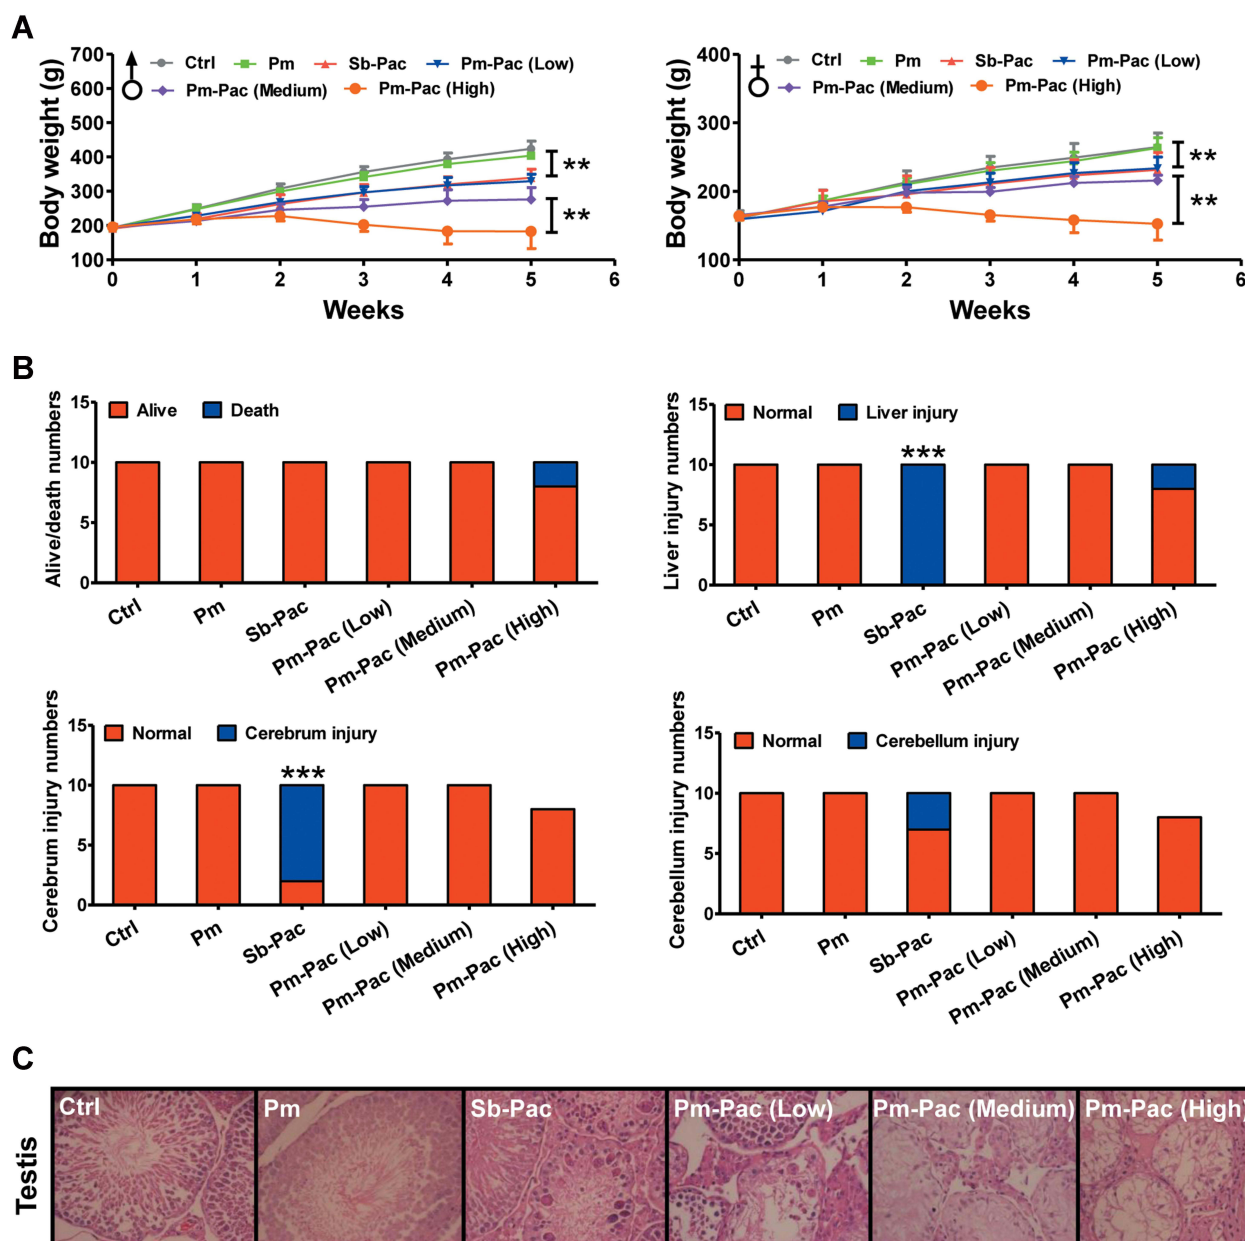 A
Body weight (g)
700
600
500
400
300
200
100
Ctrl
Pm
Sb-Pac
Pm-Pac (Low)
Pm-Pac (Medium)
Pm-Pac (High)
**
**
0 1 2 3 4 5 6
Weeks
Body weight (g)
400
300
200
100
Ctrl
Pm
Sb-Pac
Pm-Pac (Low)
Pm-Pac (Medium)
Pm-Pac (High)
**
**
0 1 2 3 4 5 6
Weeks
B
Alive/death numbers
15
10
5
0
Alive
Death
Ctrl
Pm
Sb-Pac
Pm-Pac (Low)
Pm-Pac (Medium)
Pm-Pac (High)
Liver injury numbers
15
10
5
0
Normal
Liver injury
***
Ctrl
Pm
Sb-Pac
Pm-Pac (Low)
Pm-Pac (Medium)
Pm-Pac (High)
Cerebrum injury numbers
15
10
5
0
Normal
Cerebrum injury
***
Ctrl
Pm
Sb-Pac
Pm-Pac (Low)
Pm-Pac (Medium)
Pm-Pac (High)
Cerebellum injury numbers
15
10
5
0
Normal
Cerebellum injury
Ctrl
Pm
Sb-Pac
Pm-Pac (Low)
Pm-Pac (Medium)
Pm-Pac (High)
C
Testis
Ctrl
Pm
Sb-Pac
Pm-Pac (Low)
Pm-Pac (Medium)
Pm-Pac (High)